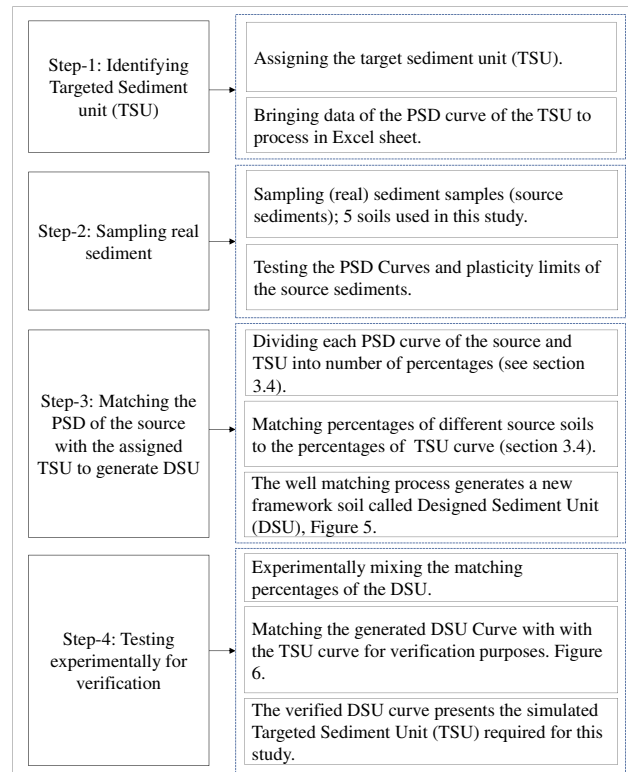 Step-1: Identifying
Targeted Sediment
unit (TSU)
Assigning the target sediment unit (TSU).
Bringing data of the PSD curve of the TSU to
process in Excel sheet.
Step-2: Sampling real
sediment
Sampling (real) sediment samples (source
sediments); 5 soils used in this study.
Testing the PSD Curves and plasticity limits of
the source sediments.
Step-3: Matching the
PSD of the source
with the assigned
TSU to generate DSU
Dividing each PSD curve of the source and
TSU into number of percentages (see section
3.4).
Matching percentages of different source soils
to the percentages of TSU curve (section 3.4).
The well matching process generates a new
framework soil called Designed Sediment Unit
(DSU), Figure 5.
Step-4: Testing
experimentally for
verification
Experimentally mixing the matching
percentages of the DSU.
Matching the generated DSU Curve with with
the TSU curve for verification purposes. Figure
6.
The verified DSU curve presents the simulated
Targeted Sediment Unit (TSU) required for this
study.